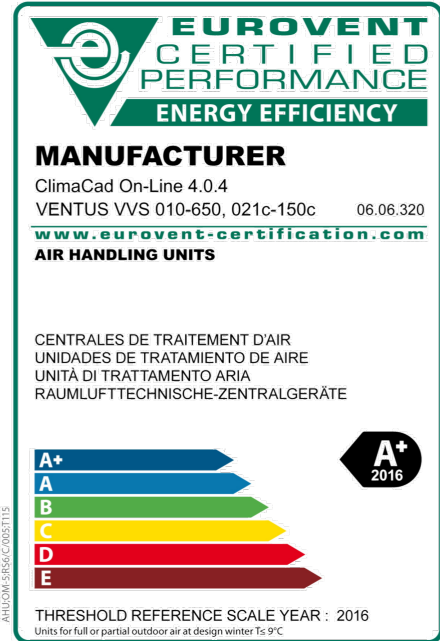 EUROVENT
CERTIFIED
PERFORMANCE
ENERGY EFFICIENCY
MANUFACTURER
ClimaCad On-Line 4.0.4
VENTUS VVS 010-650, 021c-150c 06.06.320
www.eurovent-certification.com
AIR HANDLING UNITS
CENTRALES DE TRAITEMENT D'AIR
UNIDADES DE TRATAMIENTO DE AIRE
UNITÀ DI TRATTAMENTO ARIA
RAUMLUFTTECHNISCHE-ZENTRALGERÄTE
A+
A
B
C
D
E
A+
2016
THRESHOLD REFERENCE SCALE YEAR : 2016
Units for full or partial outdoor air at design winter T≤ 9°C
AHU;OM-5;RS6/C/005;T115